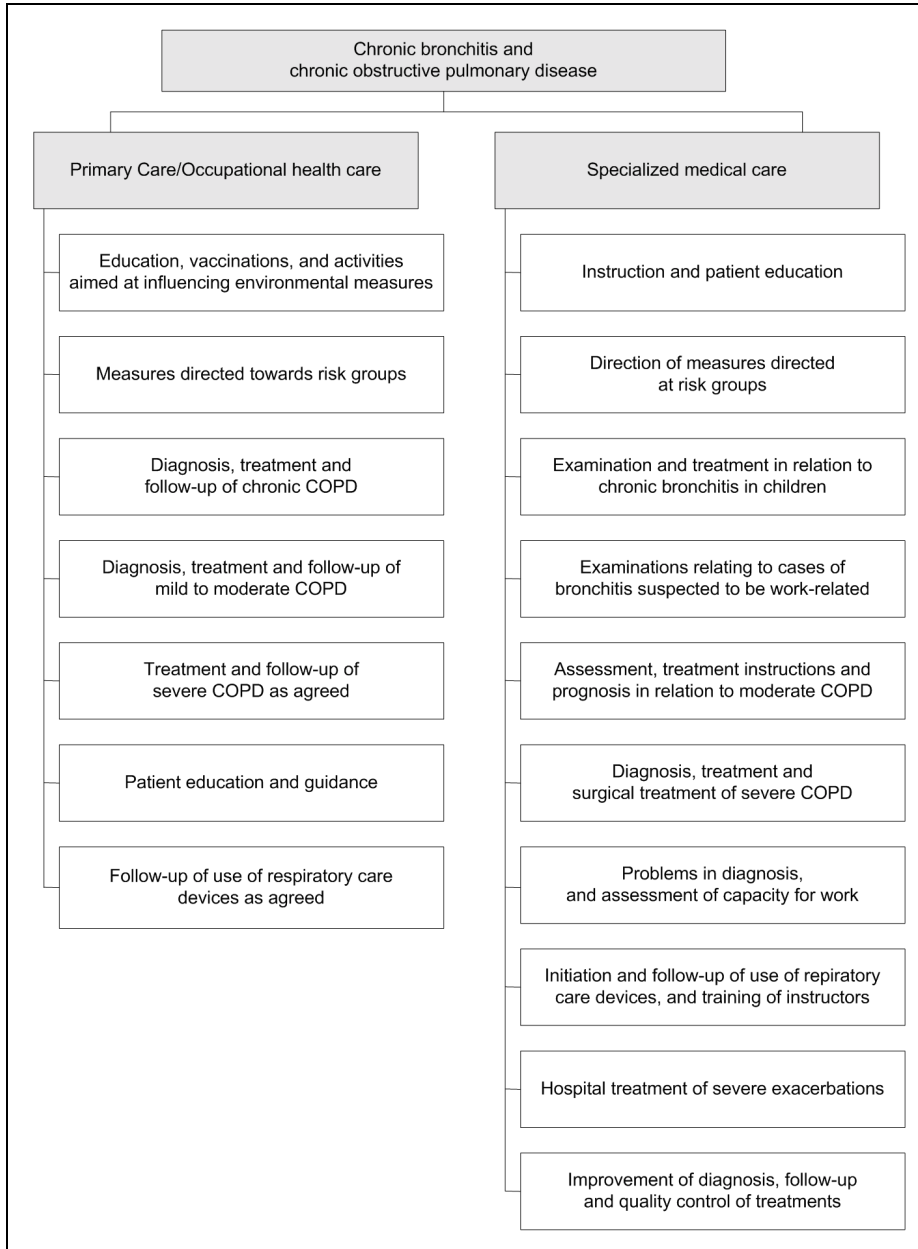 Chronic bronchitis and
chronic obstructive pulmonary disease
Primary Care/Occupational health care
Education, vaccinations, and activities
aimed at influencing environmental measures
Measures directed towards risk groups
Diagnosis, treatment and
follow-up of chronic COPD
Diagnosis, treatment and follow-up of
mild to moderate COPD
Treatment and follow-up of
severe COPD as agreed
Patient education and guidance
Follow-up of use of respiratory care
devices as agreed
Specialized medical care
Instruction and patient education
Direction of measures directed
at risk groups
Examination and treatment in relation to
chronic bronchitis in children
Examinations relating to cases of
bronchitis suspected to be work-related
Assessment, treatment instructions and
prognosis in relation to moderate COPD
Diagnosis, treatment and
surgical treatment of severe COPD
Problems in diagnosis,
and assessment of capacity for work
Initiation and follow-up of use of repiratory
care devices, and training of instructors
Hospital treatment of severe exacerbations
Improvement of diagnosis, follow-up
and quality control of treatments